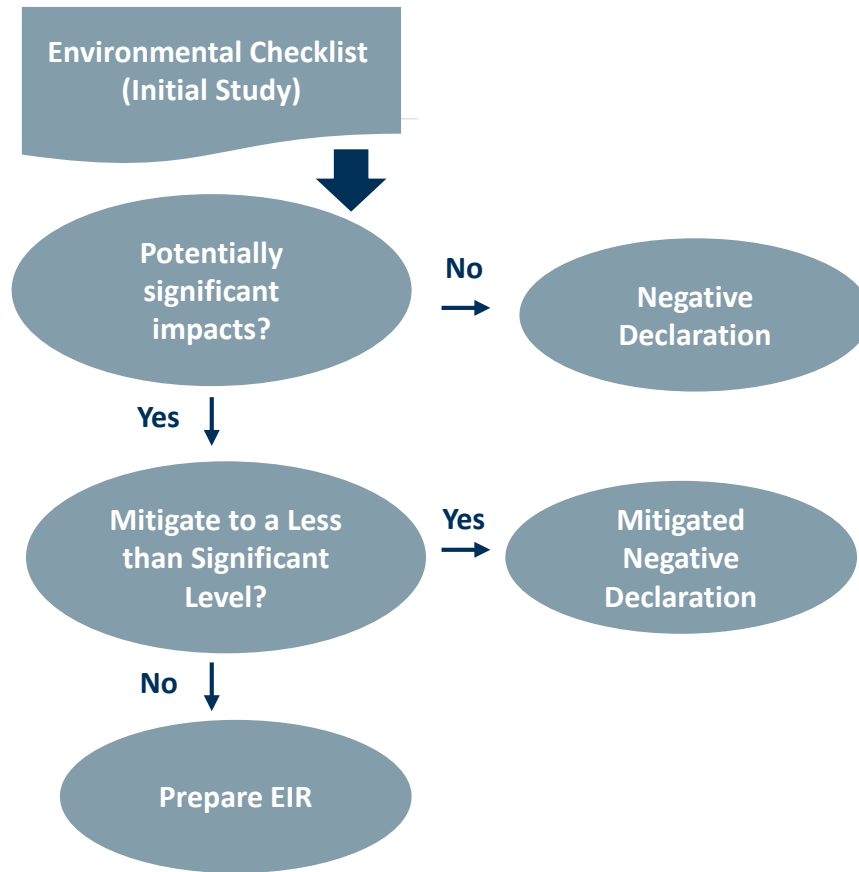 Environmental Checklist
(Initial Study)
Potentially
significant
impacts?
No
Negative
Declaration
Yes
Mitigate to a Less
than Significant
Level?
Yes
Mitigated
Negative
Declaration
No
Prepare EIR